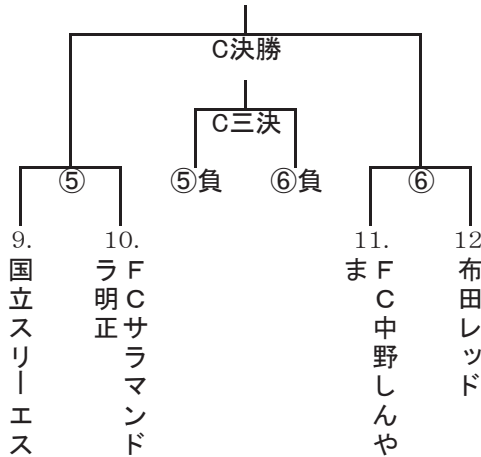 C決勝
C三決
⑤
⑤負
⑥負
⑥
9.
10.
11.
12
国立スリーエス
FCサラマンド
ラ明正
FC中野しんや
ま
布田レッド